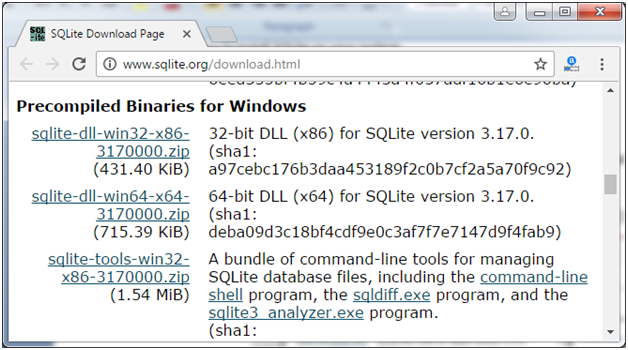 SQLite Download Page
www.sqlite.org/download.html
Precompiled Binaries for Windows
sqlite-dll-win32-x86-
3170000.zip
(431.40 KiB)
32-bit DLL (x86) for SQLite version 3.17.0.
(sha1:
a97cebc176b3daa453189f2c0b7cf2a5a70f9c92)
sqlite-dll-win64-x64-
3170000.zip
(715.39 KiB)
64-bit DLL (x64) for SQLite version 3.17.0.
(sha1:
deba09d3c18bf4cdf9e0c3af7f7e7147d9f4fab9)
sqlite-tools-win32-
x86-3170000.zip
(1.54 MiB)
A bundle of command-line tools for managing
SQLite database files, including the command-line
shell program, the sqldiff.exe program, and the
sqlite3_analyzer.exe program.
(sha1: